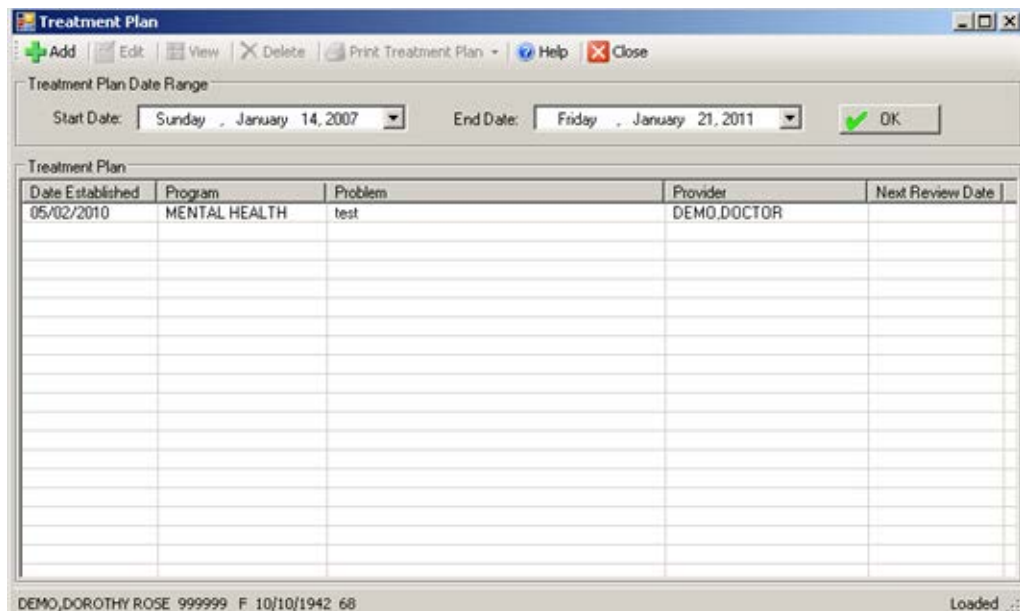 Treatment Plan
Add Edit View Delete Print Treatment Plan Help Close
Treatment Plan Date Range
Start Date: Sunday , January 14, 2007 End Date: Friday , January 21, 2011 OK
Treatment Plan
Date Established Program Problem Provider Next Review Date
05/02/2010 MENTAL HEALTH test DEMO,DOCTOR
DEMO,DOROTHY ROSE 999999 F 10/10/1942 68 Loaded